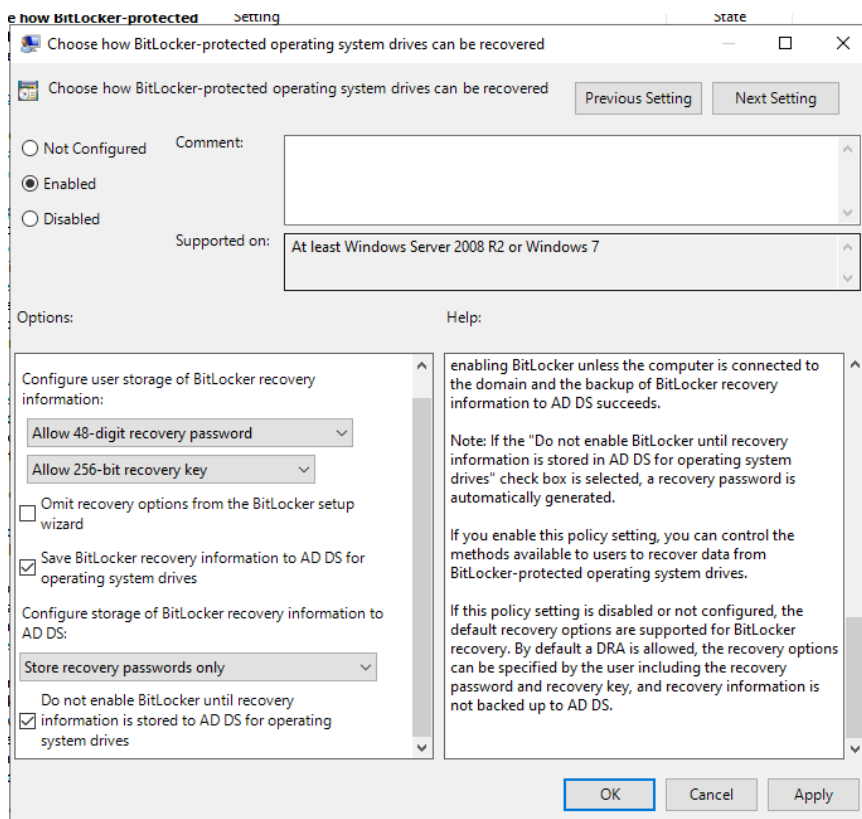 e how BitLocker-protected Setting State
Choose how BitLocker-protected operating system drives can be recovered
Choose how BitLocker-protected operating system drives can be recovered
Previous Setting
Next Setting
Not Configured
Enabled
Disabled
Comment:
Supported on:
At least Windows Server 2008 R2 or Windows 7
Options:
Configure user storage of BitLocker recovery
information:
Allow 48-digit recovery password
Allow 256-bit recovery key
Omit recovery options from the BitLocker setup
wizard
Save BitLocker recovery information to AD DS for
operating system drives
Configure storage of BitLocker recovery information to
AD DS:
Store recovery passwords only
Do not enable BitLocker until recovery
information is stored to AD DS for operating
system drives
Help:
enabling BitLocker unless the computer is connected to
the domain and the backup of BitLocker recovery
information to AD DS succeeds.
Note: If the "Do not enable BitLocker until recovery
information is stored in AD DS for operating system
drives" check box is selected, a recovery password is
automatically generated.
If you enable this policy setting, you can control the
methods available to users to recover data from
BitLocker-protected operating system drives.
If this policy setting is disabled or not configured, the
default recovery options are supported for BitLocker
recovery. By default a DRA is allowed, the recovery options
can be specified by the user including the recovery
password and recovery key, and recovery information is
not backed up to AD DS.
OK
Cancel
Apply